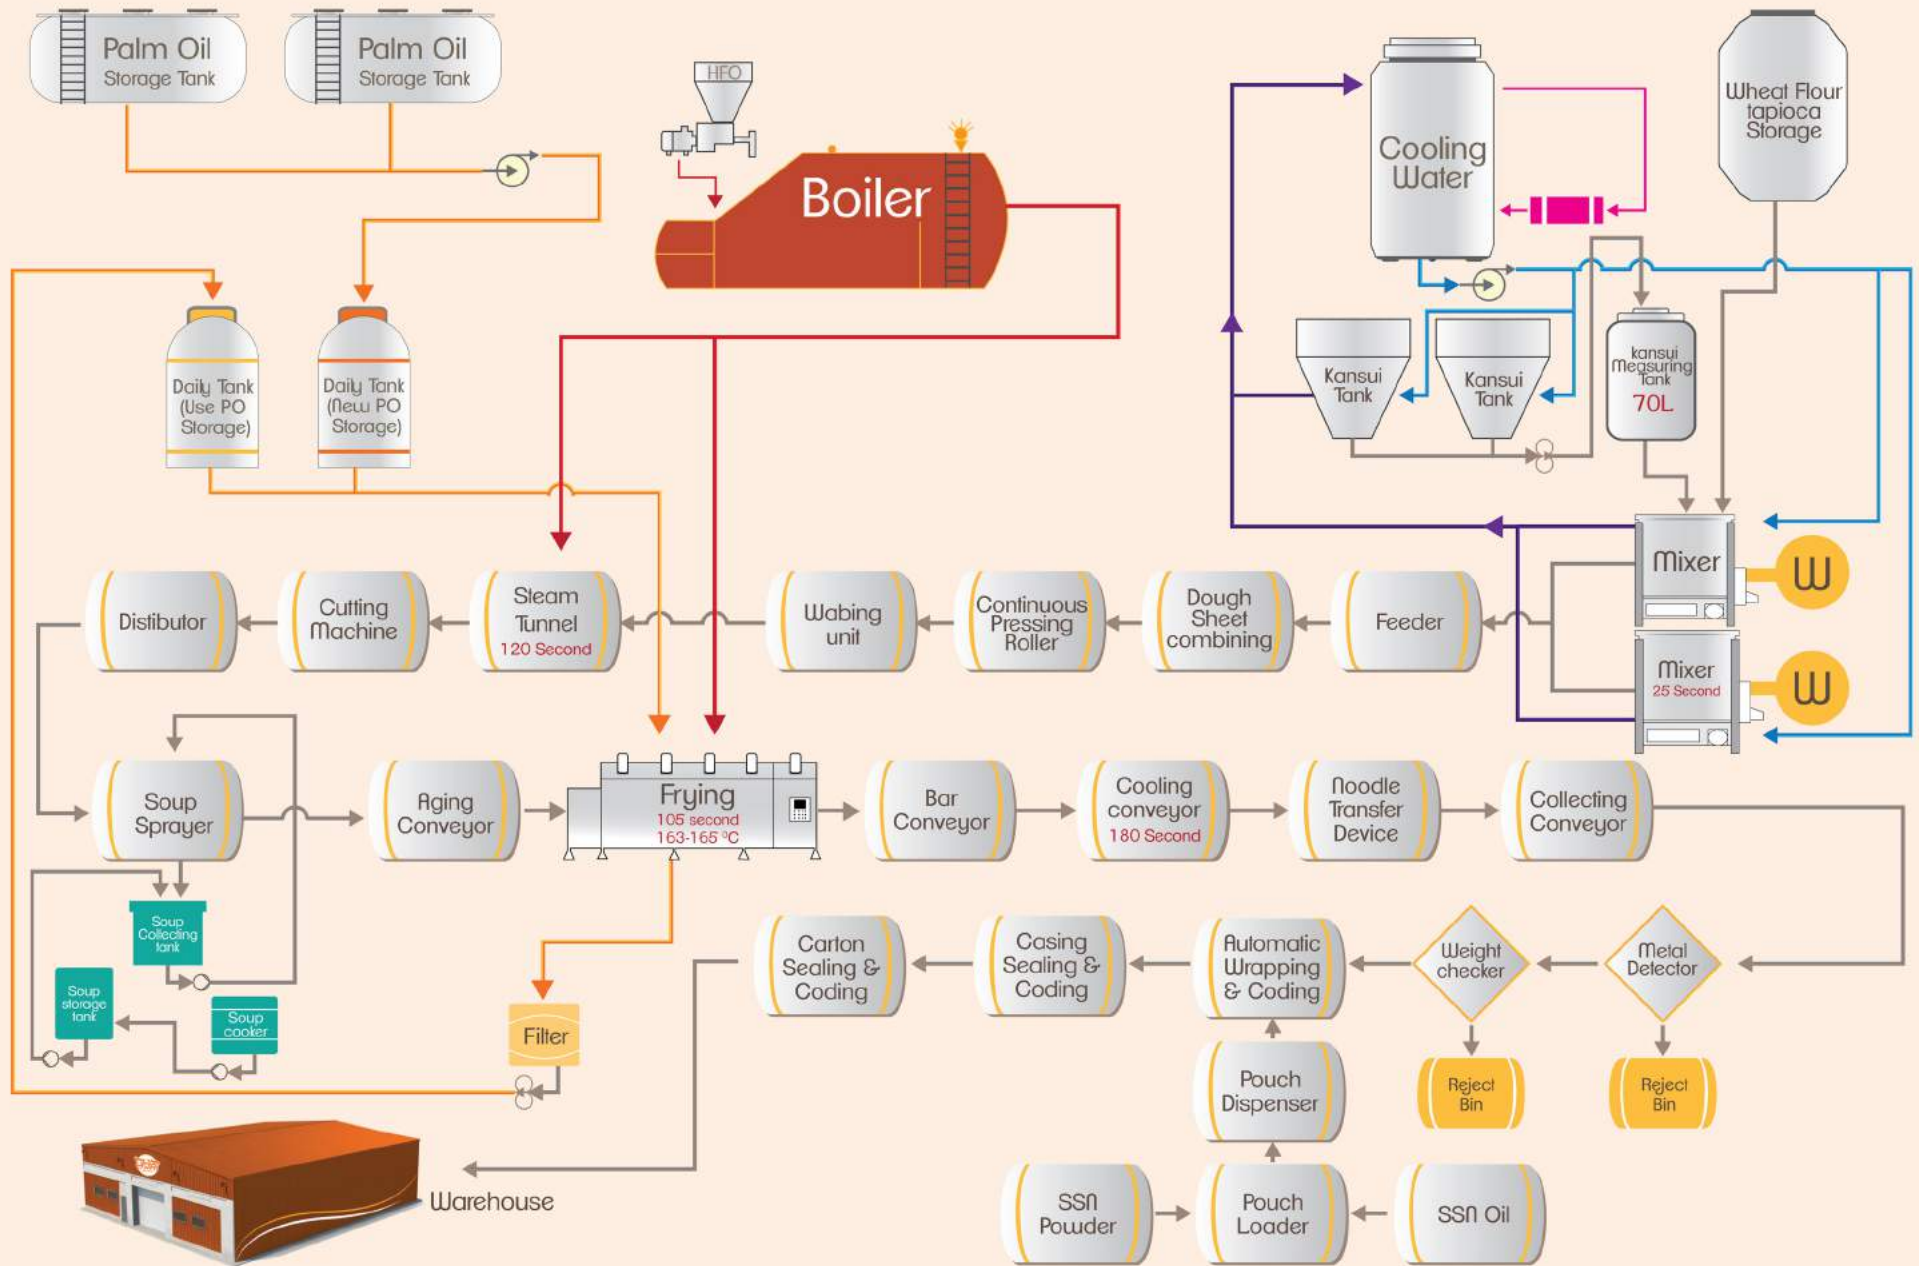 Palm Oil
Storage Tank
Palm Oil
Storage Tank
HFO
Boiler
Cooling
Water
Wheat Flour
tapioca
Storage
Daily Tank
(Use PO
Storage)
Daily Tank
(New PO
Storage)
Kansui
Tank
Kansui
Tank
kansui
Measuring
Tank
70L
Mixer
W
Mixer
25 Second
W
Distibutor
Cutting
Machine
Steam
Tunnel
120 Second
Wabing
unit
Continuous
Pressing
Roller
Dough
Sheet
combining
Feeder
Soup
Sprayer
Aging
Conveyor
Frying
105 second
163-165 ºC
Bar
Conveyor
Cooling
conveyor
180 Second
Noodle
Transfer
Device
Collecting
Conveyor
Soup
Collecting
tank
Soup
storage
tank
Soup
cooker
Filter
Carton
Sealing &
Coding
Casing
Sealing &
Coding
Automatic
Wrapping
& Coding
Weight
checker
Metal
Detector
Pouch
Dispenser
Reject
Bin
Reject
Bin
Warehouse
SSN
Powder
Pouch
Loader
SSN Oil